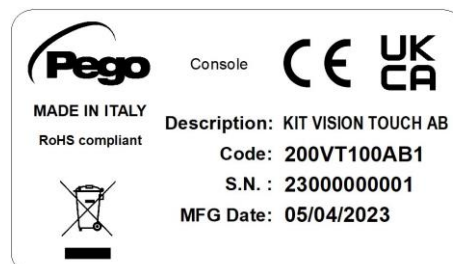 Pego
Console
CE
UK
CA
MADE IN ITALY
RoHS compliant
Description: KIT VISION TOUCH AB
Code: 200VT100AB1
S.N. : 23000000001
MFG Date: 05/04/2023